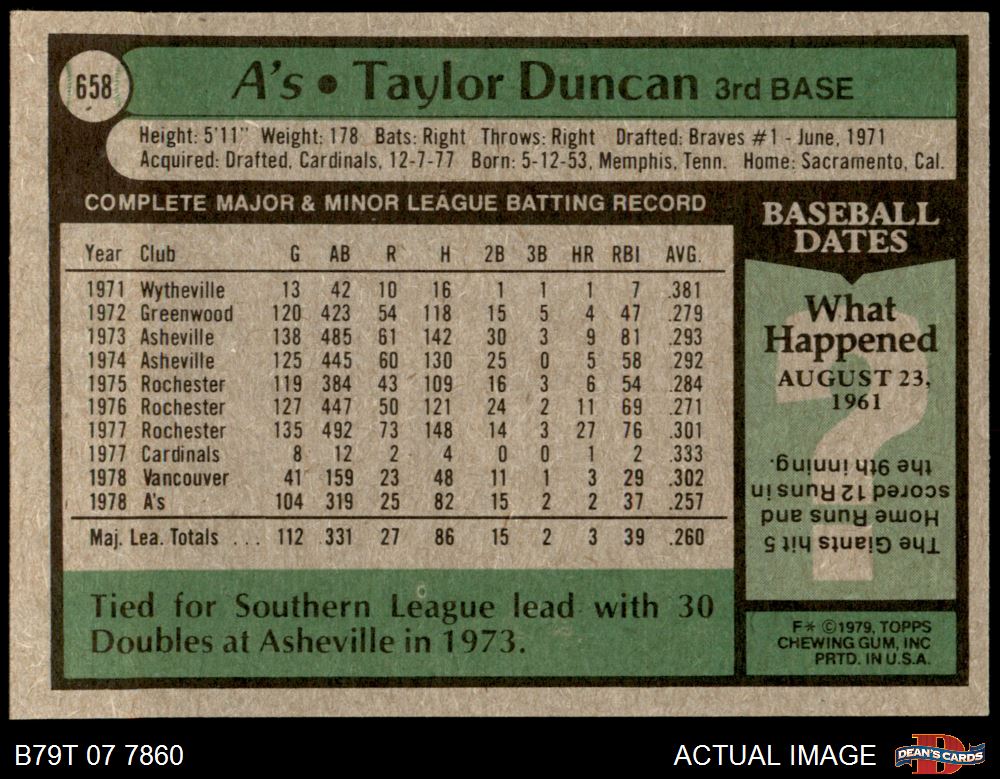 658
A's • Taylor Duncan 3rd BASE
Height: 5'11" Weight: 178 Bats: Right Throws: Right Drafted: Braves #1 - June, 1971
Acquired: Drafted, Cardinals, 12-7-77 Born: 5-12-53, Memphis, Tenn. Home: Sacramento, Cal.
COMPLETE MAJOR & MINOR LEAGUE BATTING RECORD
Year Club G AB R H 2B 3B HR RBI AVG.
1971 Wytheville 13 42 10 16 1 1 1 7 .381
1972 Greenwood 120 423 54 118 15 5 4 47 .279
1973 Asheville 138 485 61 142 30 3 9 81 .293
1974 Asheville 125 445 60 130 25 0 5 58 .292
1975 Rochester 119 384 43 109 16 3 6 54 .284
1976 Rochester 127 447 50 121 24 2 11 69 .271
1977 Rochester 135 492 73 148 14 3 27 76 .301
1977 Cardinals 8 12 2 4 0 0 1 2 .333
1978 Vancouver 41 159 23 48 11 1 3 29 .302
1978 A's 104 319 25 82 15 2 2 37 .257
Maj. Lea. Totals ... 112 331 27 86 15 2 3 39 .260
Tied for Southern League lead with 30
Doubles at Asheville in 1973.
BASEBALL
DATES
What
Happened
AUGUST 23,
1961
The Giants hit 5
Home Runs and
scored 12 Runs in
the 9th inning.
F* ©1979, TOPPS
CHEWING GUM, INC
PRTD. IN U.S.A.
B79T 07 7860
ACTUAL IMAGE
DEAN'S CARDS